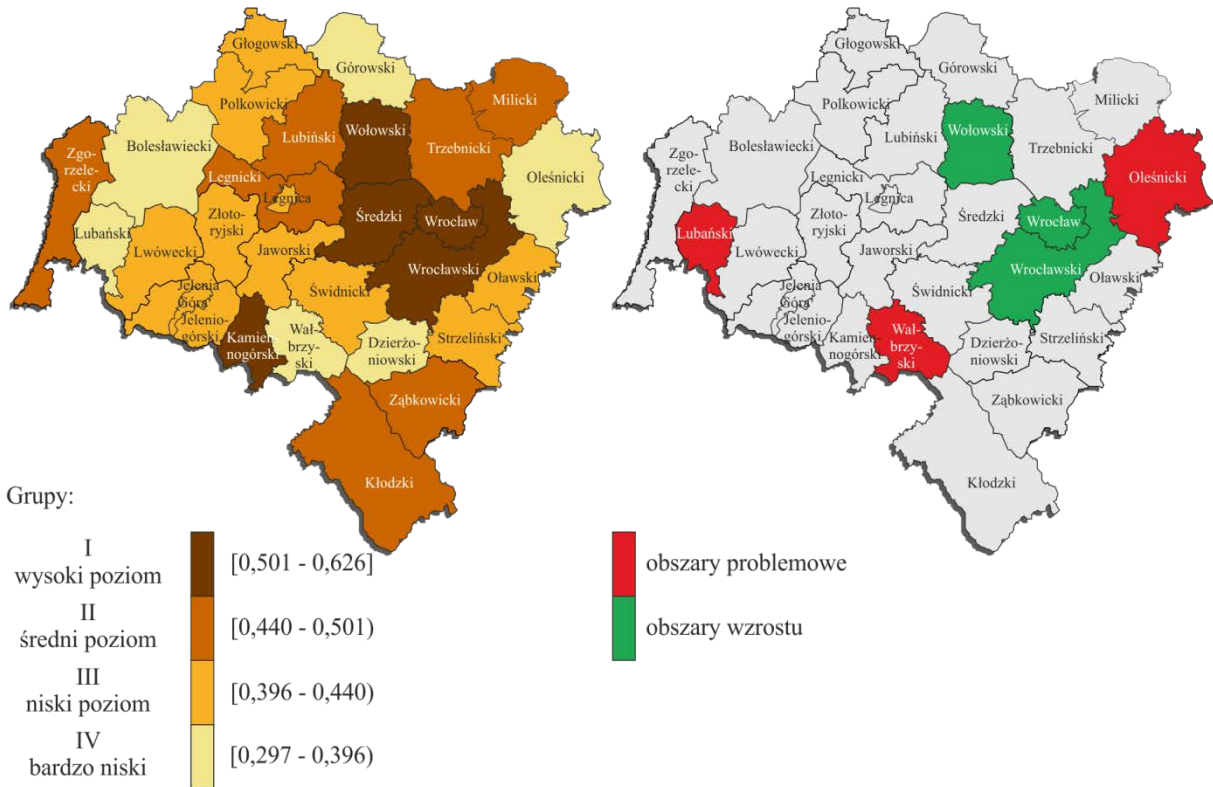 Głogowski
Górowski
Milicki
Polkowicki
Lubiński
Wołowski
Trzebnicki
Zgo-
rzele-
cki
Bolesławiecki
Legnicki
Legnica
Oleśnicki
Lubański
Lwówecki
Złoto-
ryjski
Średzki
Wrocław
Jaworski
Wrocławski
Oławski
Jelenia
Góra
Świdnicki
Jelenio-
górski
Kamien-
nogórski
Wał-
brzy-
ski
Dzierżo-
niowski
Strzeliński
Ząbkowicki
Kłodzki
Głogowski
Górowski
Milicki
Polkowicki
Lubiński
Wołowski
Trzebnicki
Zgo-
rzele-
cki
Bolesławiecki
Legnicki
Legnica
Oleśnicki
Lubański
Lwówecki
Złoto-
ryjski
Średzki
Wrocław
Jaworski
Wrocławski
Oławski
Jelenia
Góra
Świdnicki
Jelenio-
górski
Kamien-
nogórski
Wał-
brzy-
ski
Dzierżo-
niowski
Strzeliński
Ząbkowicki
Kłodzki
Grupy:
I
wysoki poziom
[0,501 - 0,626]
II
średni poziom
[0,440 - 0,501)
III
niski poziom
[0,396 - 0,440)
IV
bardzo niski
[0,297 - 0,396)
obszary problemowe
obszary wzrostu